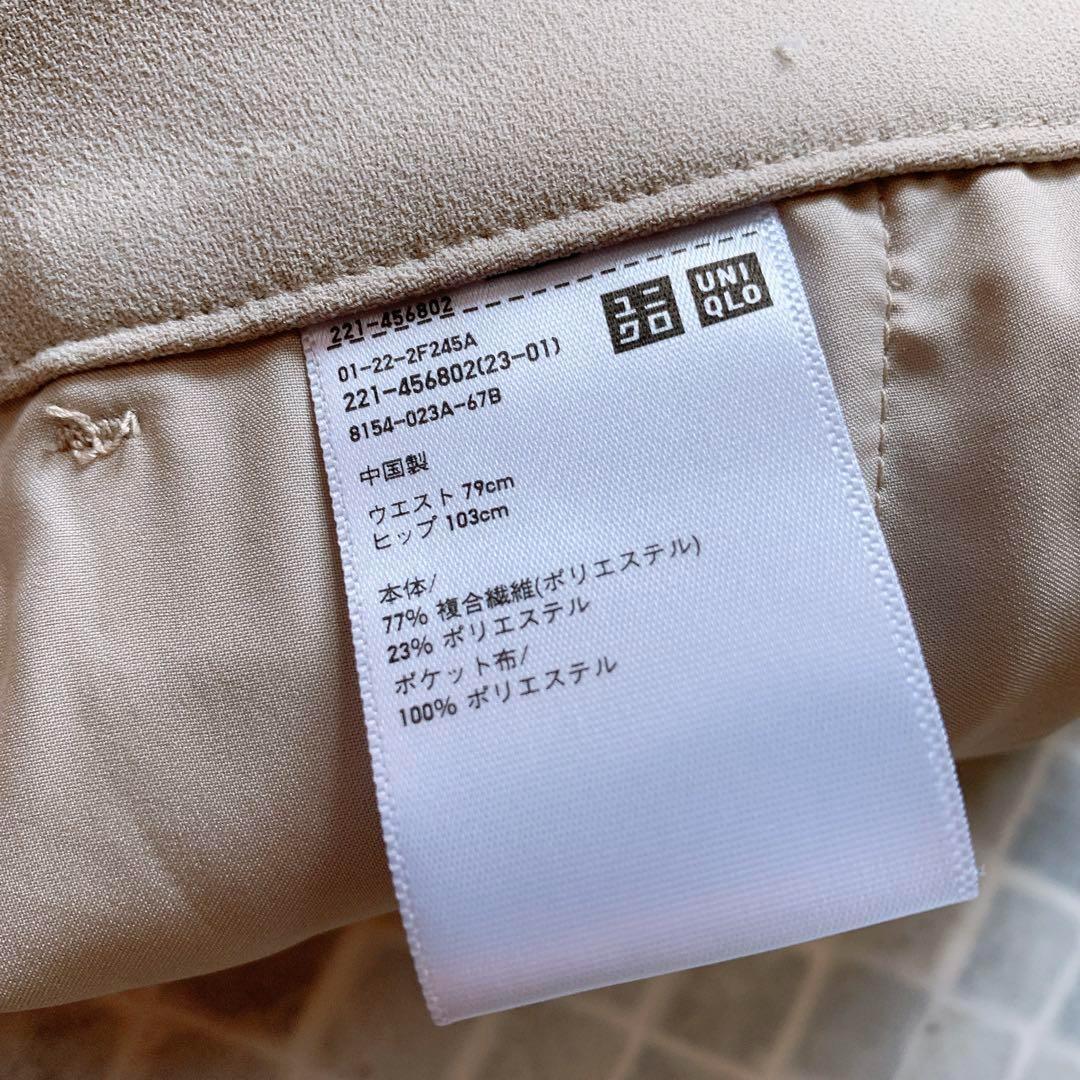 221-456802
ユニ
クロ
UNI
QLO
01-22-2F245A
221-456802(23-01)
8154-023A-67B
中国製
ウエスト 79cm
ヒップ 103cm
本体/
77% 複合繊維(ポリエステル)
23% ポリエステル
ポケット布/
100% ポリエステル